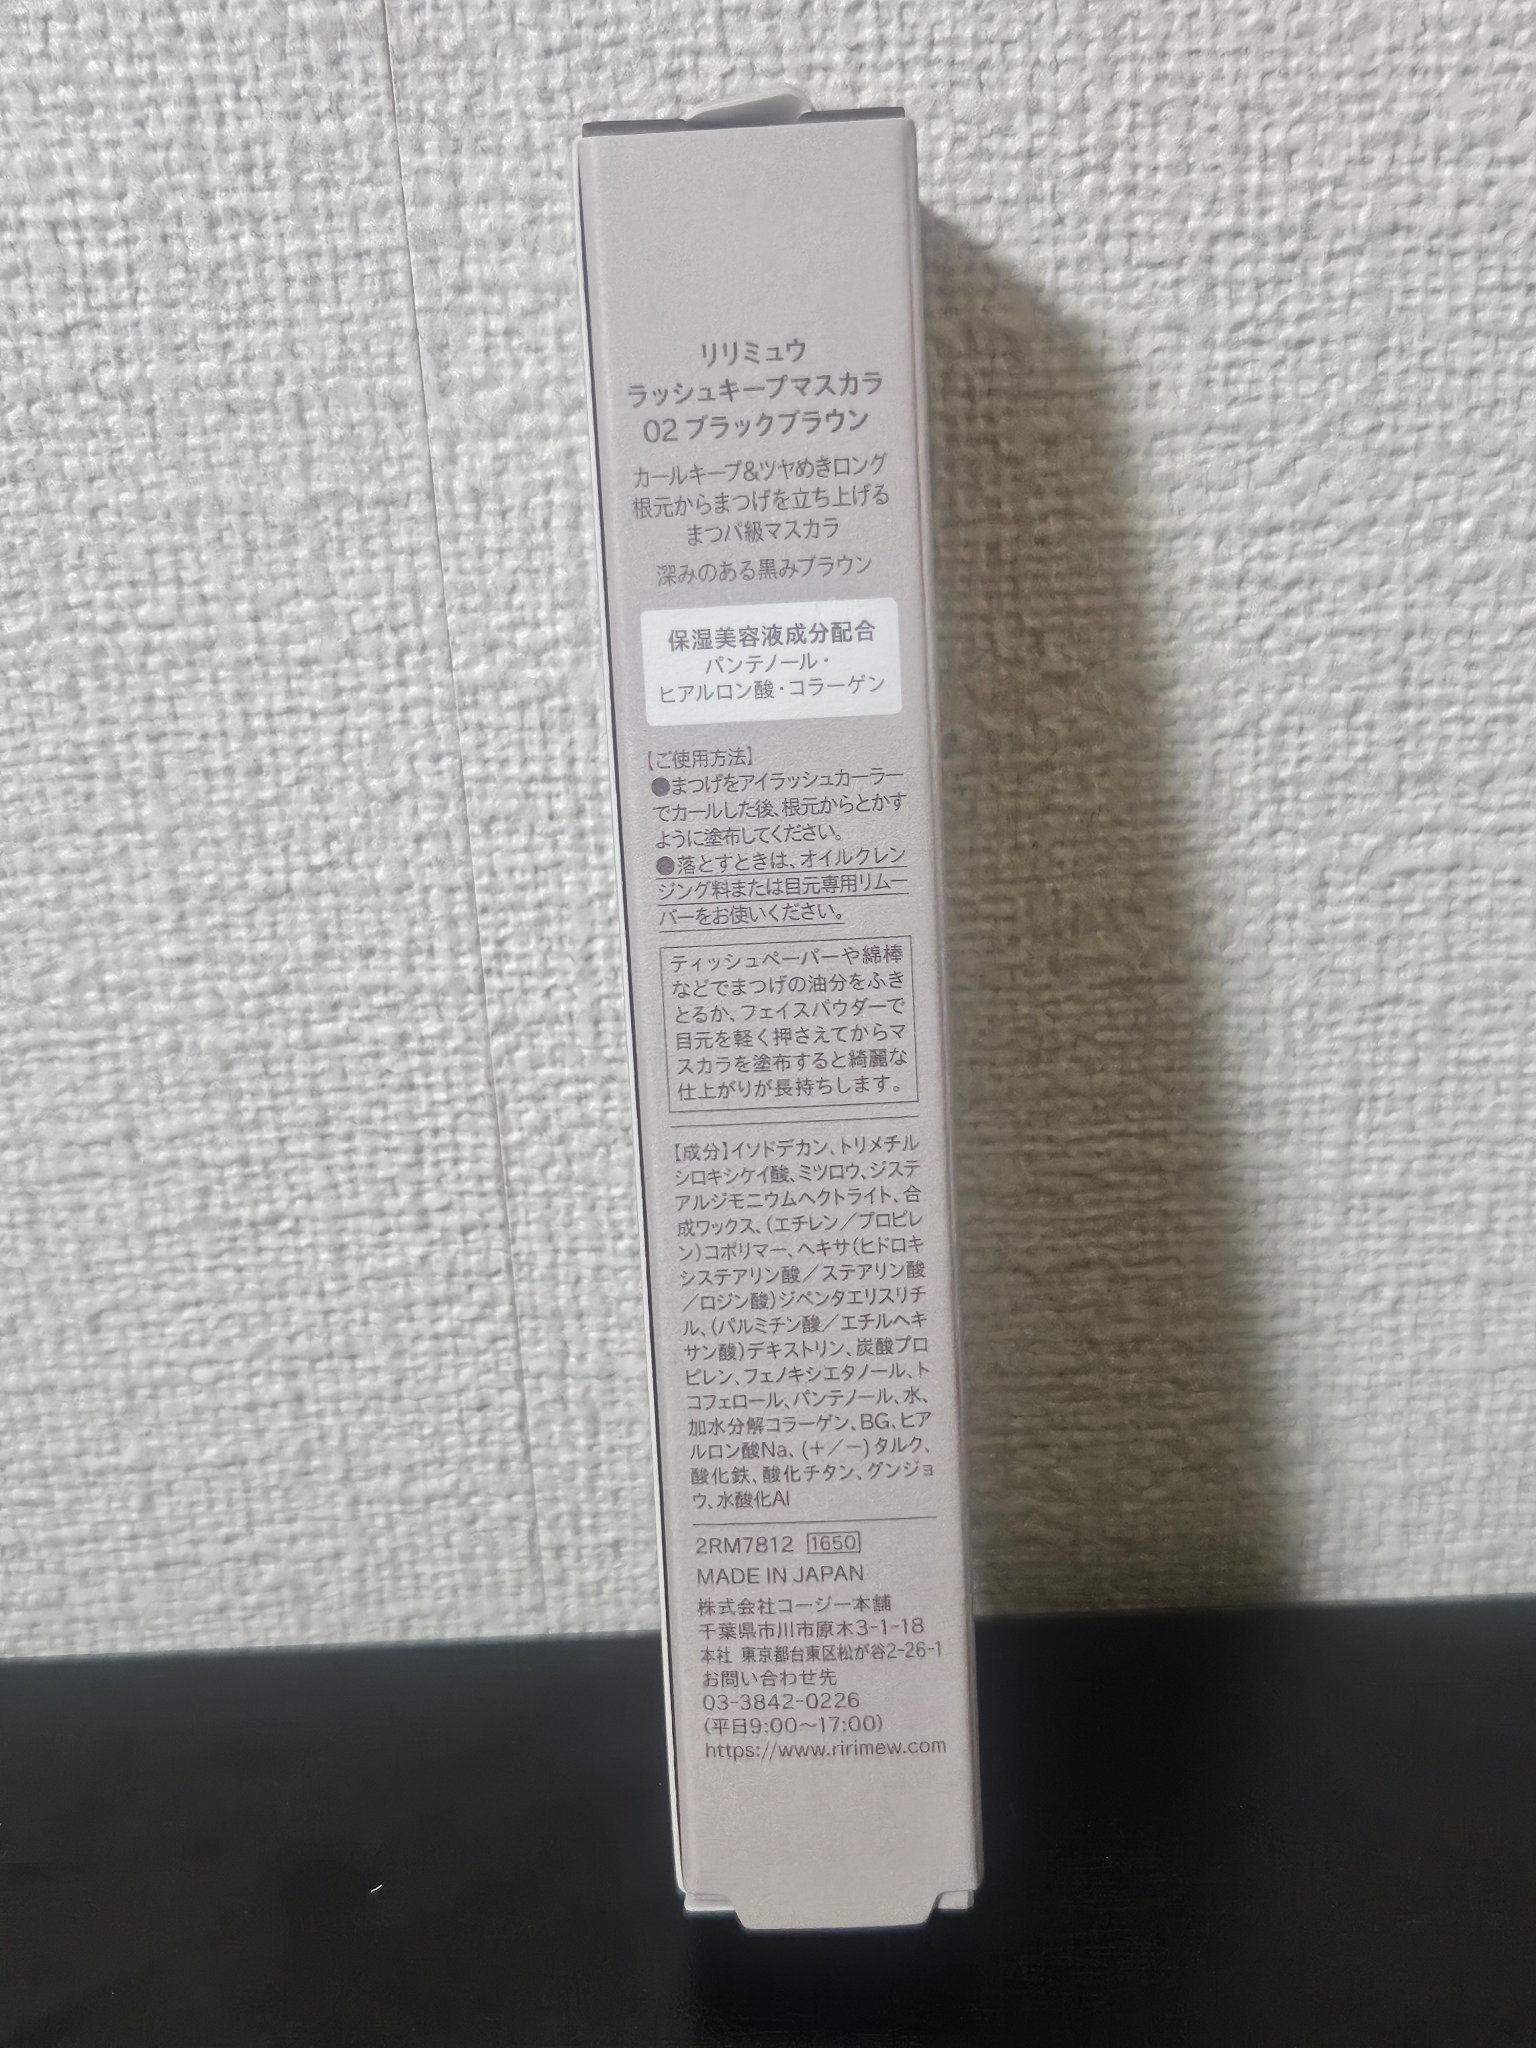 リリミュウ
ラッシュキープマスカラ
02 ブラックブラウン
カールキープ&ツヤめきロング
根元からまつげを立ち上げる
まつパ級マスカラ
深みのある黒みブラウン
保湿美容液成分配合
パンテノール・
ヒアルロン酸・コラーゲン
【ご使用方法】
●まつげをアイラッシュカーラー
でカールした後、根元からとかす
ように塗布してください。
●落とすときは、オイルクレン
ジング料または目元専用リムー
バーをお使いください。
ティッシュペーパーや綿棒
などでまつげの油分をふき
とるか、フェイスパウダーで
目元を軽く押さえてからマ
スカラを塗布すると綺麗な
仕上がりが長持ちします。
【成分】イソドデカン、トリメチル
シロキシケイ酸、ミツロウ、ジステ
アルジモニウムヘクトライト、合
成ワックス、(エチレン/プロピレ
ン)コポリマー、ヘキサ(ヒドロキ
システアリン酸/ステアリン酸
/ロジン酸)ジペンタエリスリチ
ル、(パルミチン酸/エチルヘキ
サン酸)デキストリン、炭酸プロ
ピレン、フェノキシエタノール、ト
コフェロール、パンテノール、水、
加水分解コラーゲン、BG、ヒア
ルロン酸Na、(+/−)タルク、
酸化鉄、酸化チタン、グンジョ
ウ、水酸化Al
2RM7812 1650
MADE IN JAPAN
株式会社コージー本舗
千葉県市川市原木3-1-18
本社 東京都台東区松が谷2-26-1
お問い合わせ先
03-3842-0226
(平日9:00〜17:00)
https://www.ririmew.com